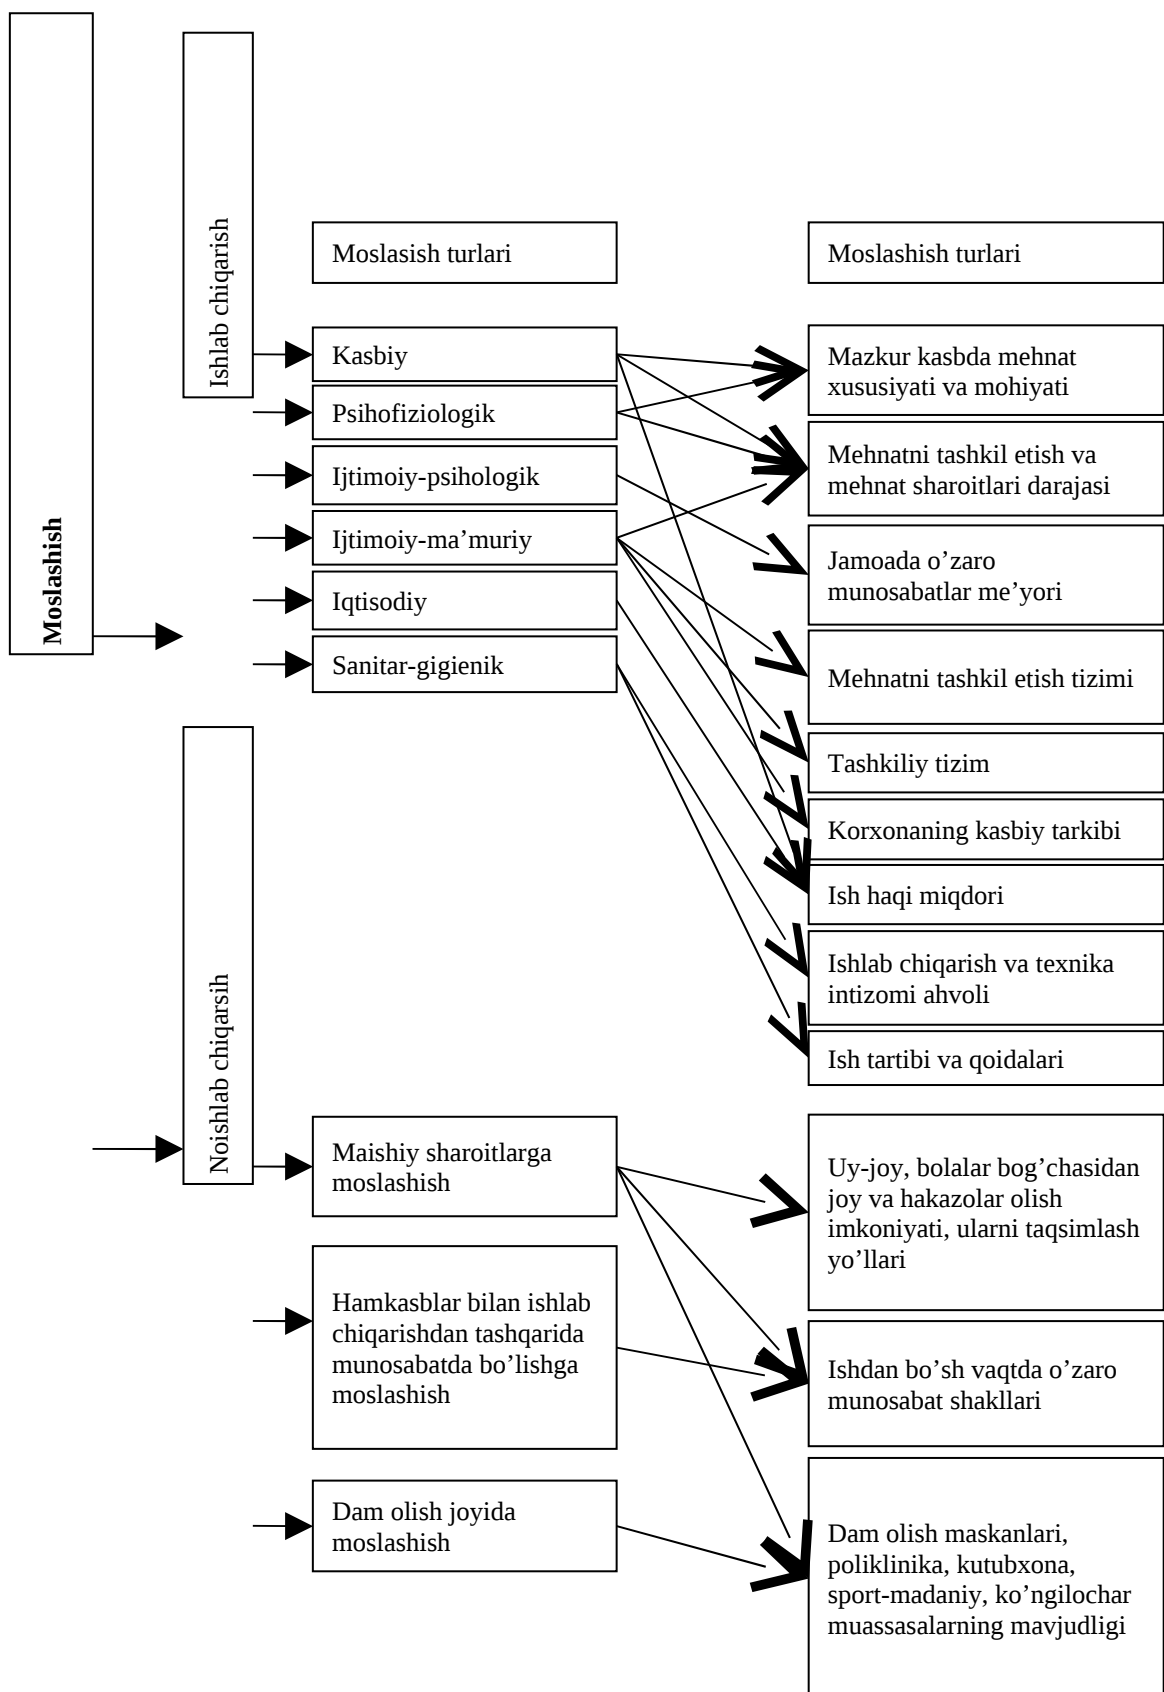 Moslashish
Ishlab chiqarish
Moslasish turlari
Moslashish turlari
Kasbiy
Psihofiziologik
Ijtimoiy-psihologik
Ijtimoiy-ma’muriy
Iqtisodiy
Sanitar-gigienik
Mazkur kasbda mehnat
xususiyati va mohiyati
Mehnatni tashkil etish va
mehnat sharoitlari darajasi
Jamoada o’zaro
munosabatlar me’yori
Mehnatni tashkil etish tizimi
Tashkiliy tizim
Korxonaning kasbiy tarkibi
Ish haqi miqdori
Ishlab chiqarish va texnika
intizomi ahvoli
Ish tartibi va qoidalari
Noishlab chiqarsih
Maishiy sharoitlarga
moslashish
Hamkasblar bilan ishlab
chiqarishdan tashqarida
munosabatda bo’lishga
moslashish
Dam olish joyida
moslashish
Uy-joy, bolalar bog’chasidan
joy va hakazolar olish
imkoniyati, ularni taqsimlash
yo’llari
Ishdan bo’sh vaqtda o’zaro
munosabat shakllari
Dam olish maskanlari,
poliklinika, kutubxona,
sport-madaniy, ko’ngilochar
muassasalarning mavjudligi